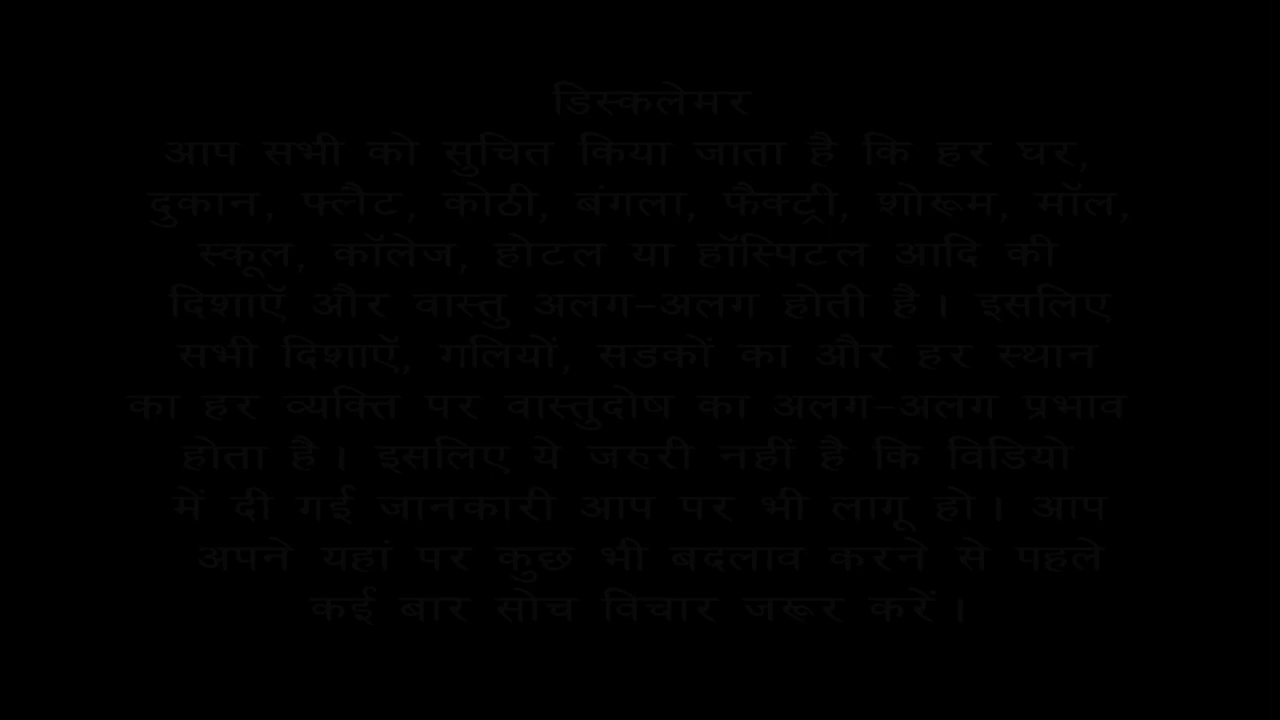 डिस्कलेमर
आप सभी को सुचित किया जाता है कि हर घर,
दुकान, फ्लैट, कोठी, बंगला, फैक्ट्री, शोरूम, मॉल,
स्कूल, कॉलेज, होटल या हॉस्पिटल आदि की
दिशाऍ और वास्तु अलग–अलग होती है। इसलिए
सभी दिशाऍ, गलियों, सडकों का और हर स्थान
का हर व्यक्ति पर वास्तुदोष का अलग–अलग प्रभाव
होता है। इसलिए ये जरुरी नहीं है कि विडियो
में दी गई जानकारी आप पर भी लागू हो। आप
अपने यहां पर कुछ भी बदलाव करने से पहले
कई बार सोच विचार जरूर करें।